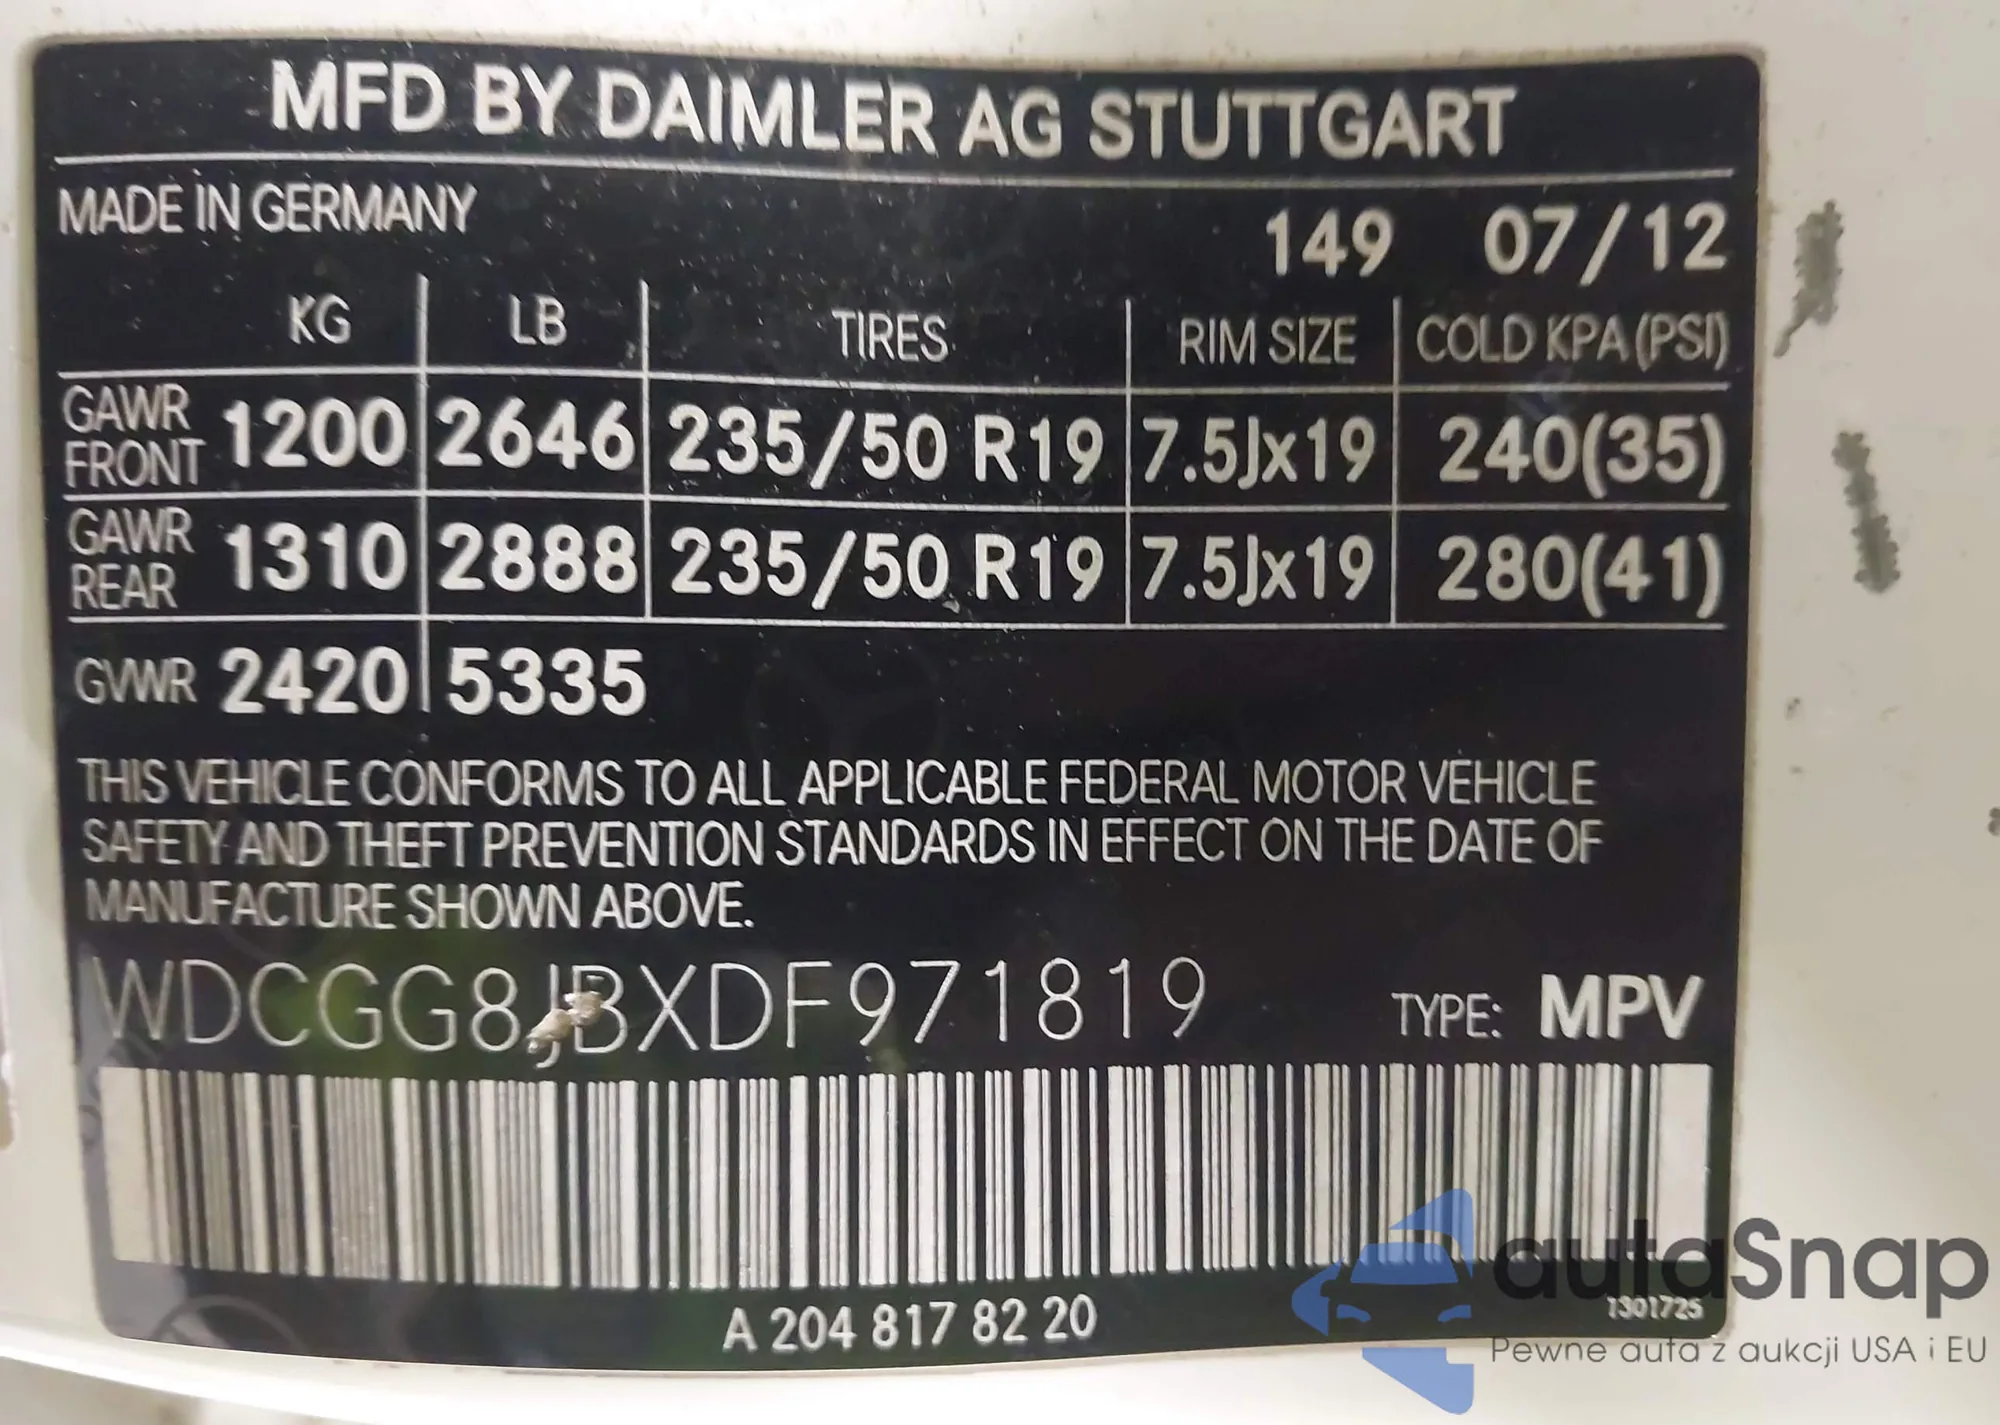 MFD BY DAIMLER AG STUTTGART
MADE IN GERMANY
149 07/12
KG LB TIRES RIM SIZE COLD KPA (PSI)
GAWR FRONT 1200 2646 235/50 R19 7.5Jx19 240(35)
GAWR REAR 1310 2888 235/50 R19 7.5Jx19 280(41)
GVWR 2420 5335
THIS VEHICLE CONFORMS TO ALL APPLICABLE FEDERAL MOTOR VEHICLE
SAFETY AND THEFT PREVENTION STANDARDS IN EFFECT ON THE DATE OF
MANUFACTURE SHOWN ABOVE.
WDCGG8JBXDF971819 TYPE: MPV
A 204 817 82 20
1301725
autaSnap
Pewne auta z aukcji USA i EU